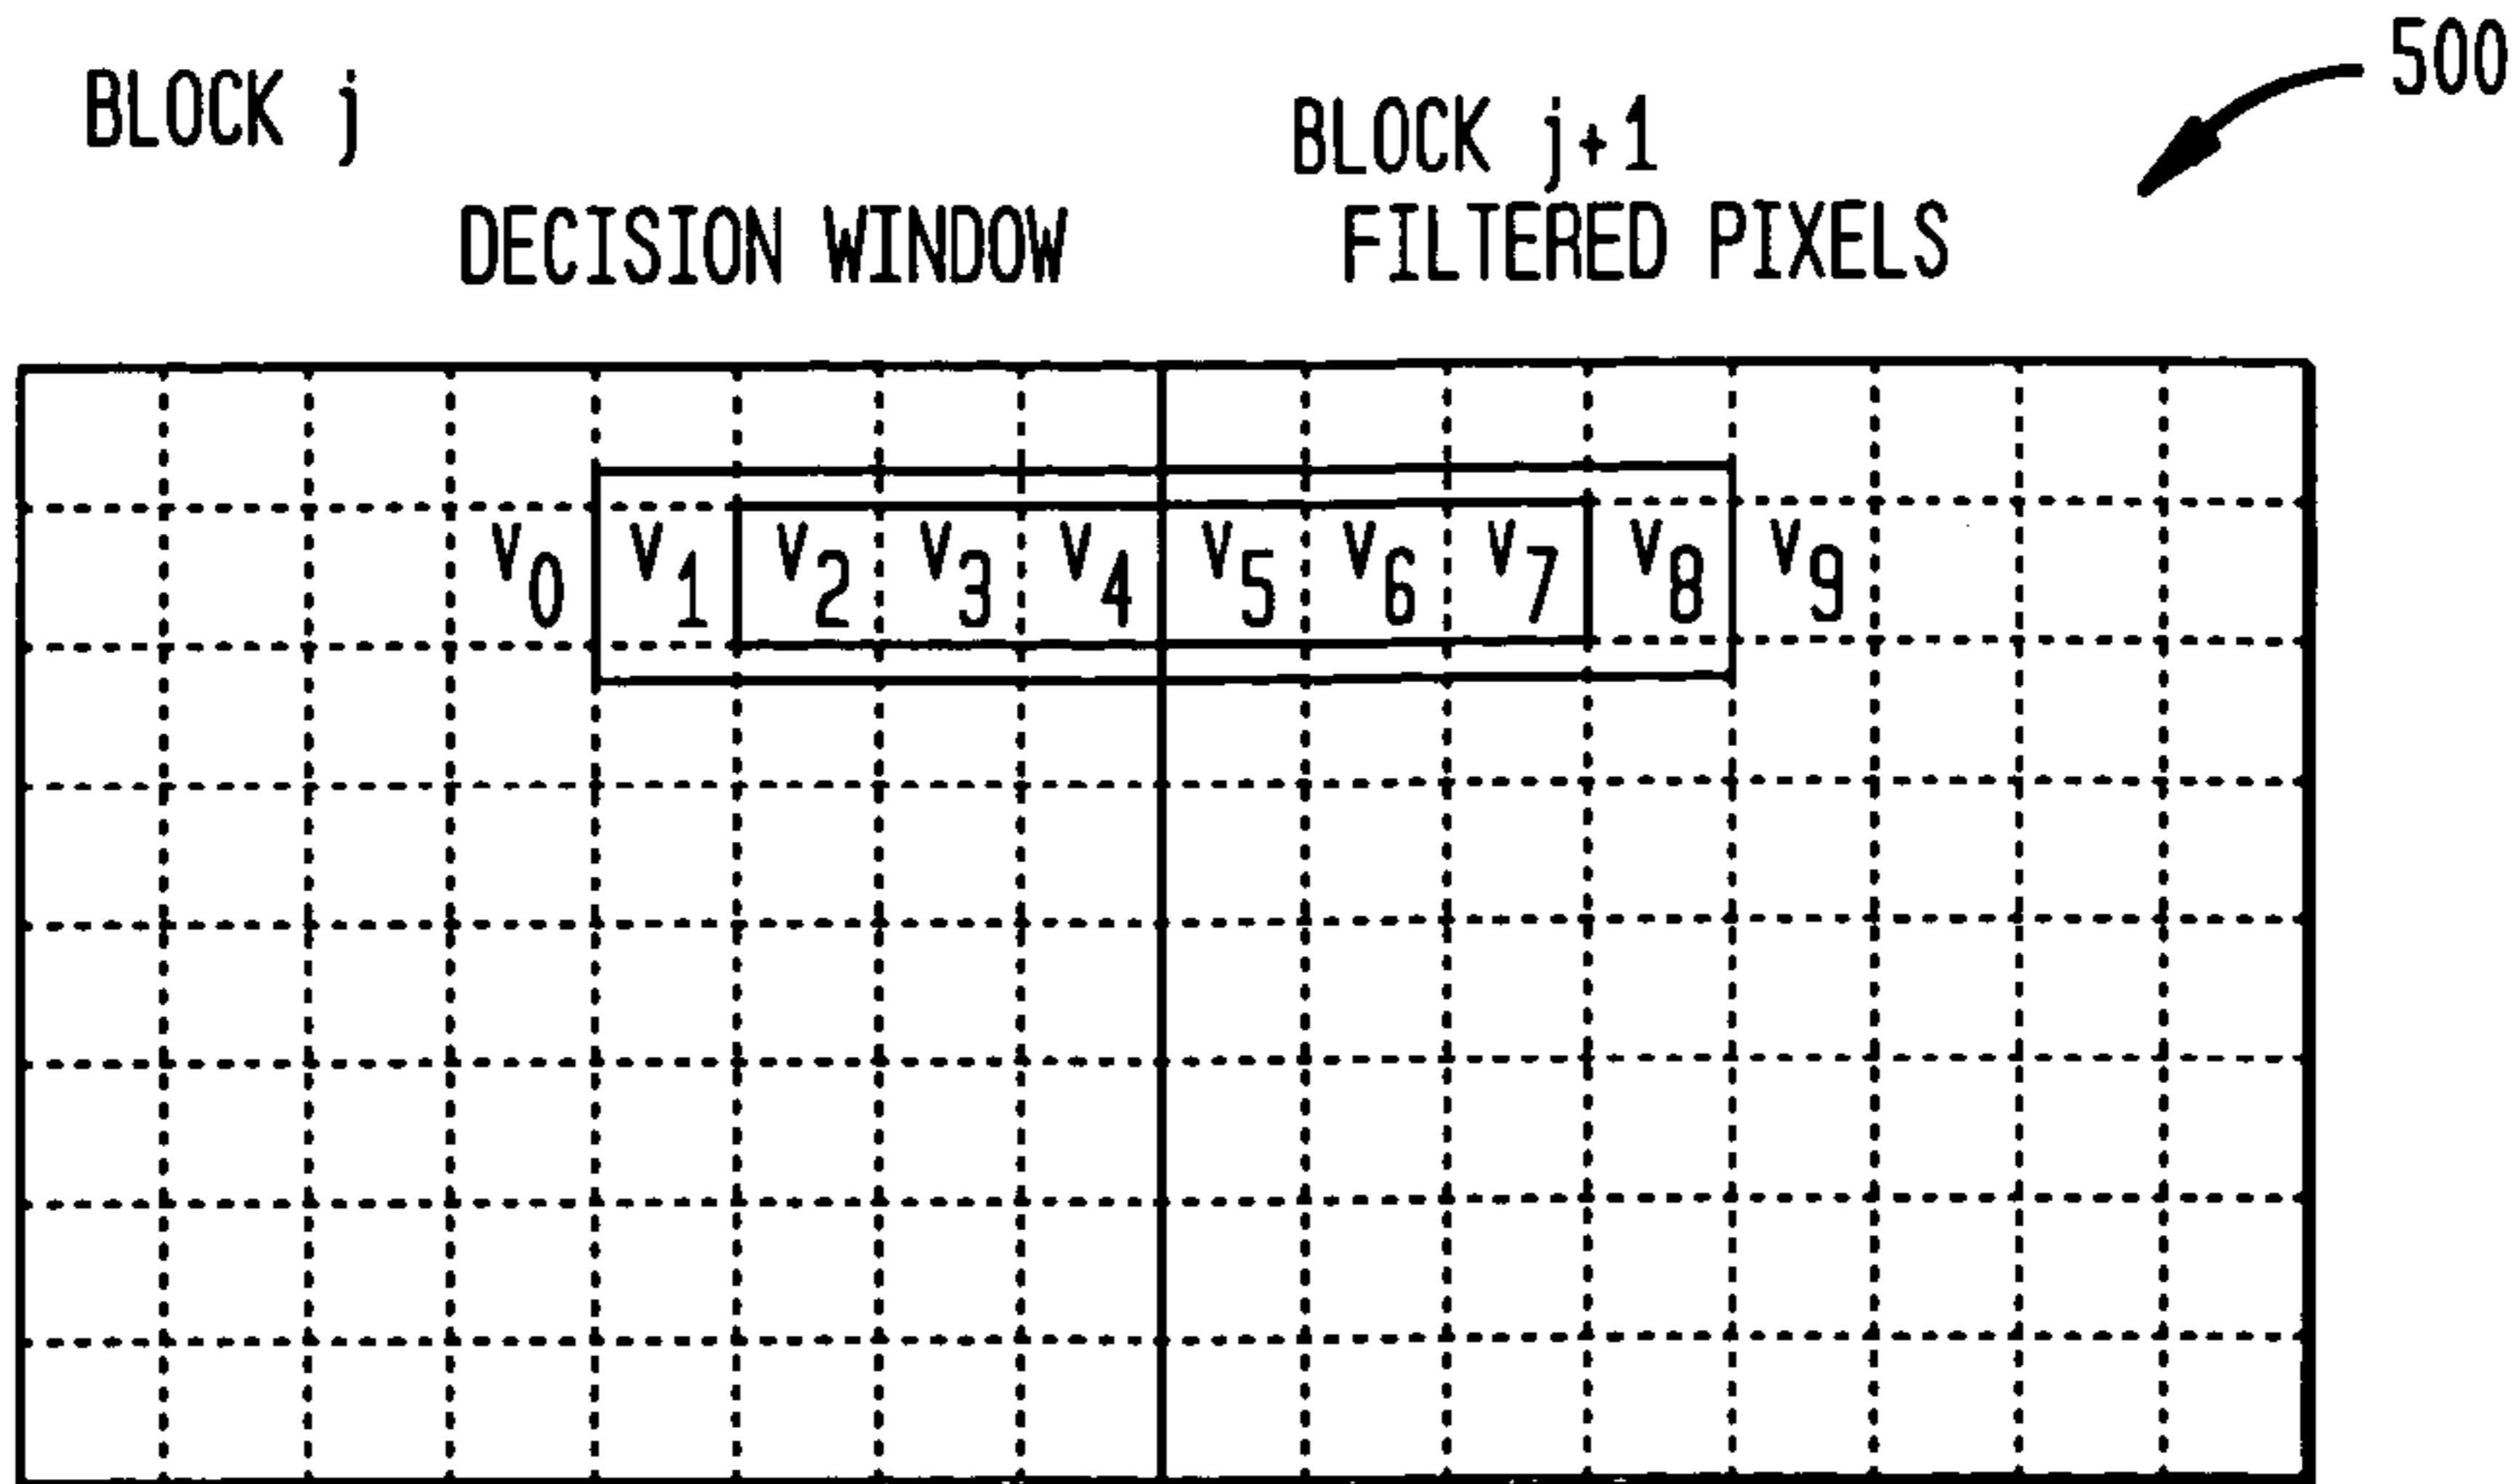 500
BLOCK j
BLOCK j+1
DECISION WINDOW
FILTERED PIXELS
v0 v1 v2 v3 v4 v5 v6 v7 v8 v9